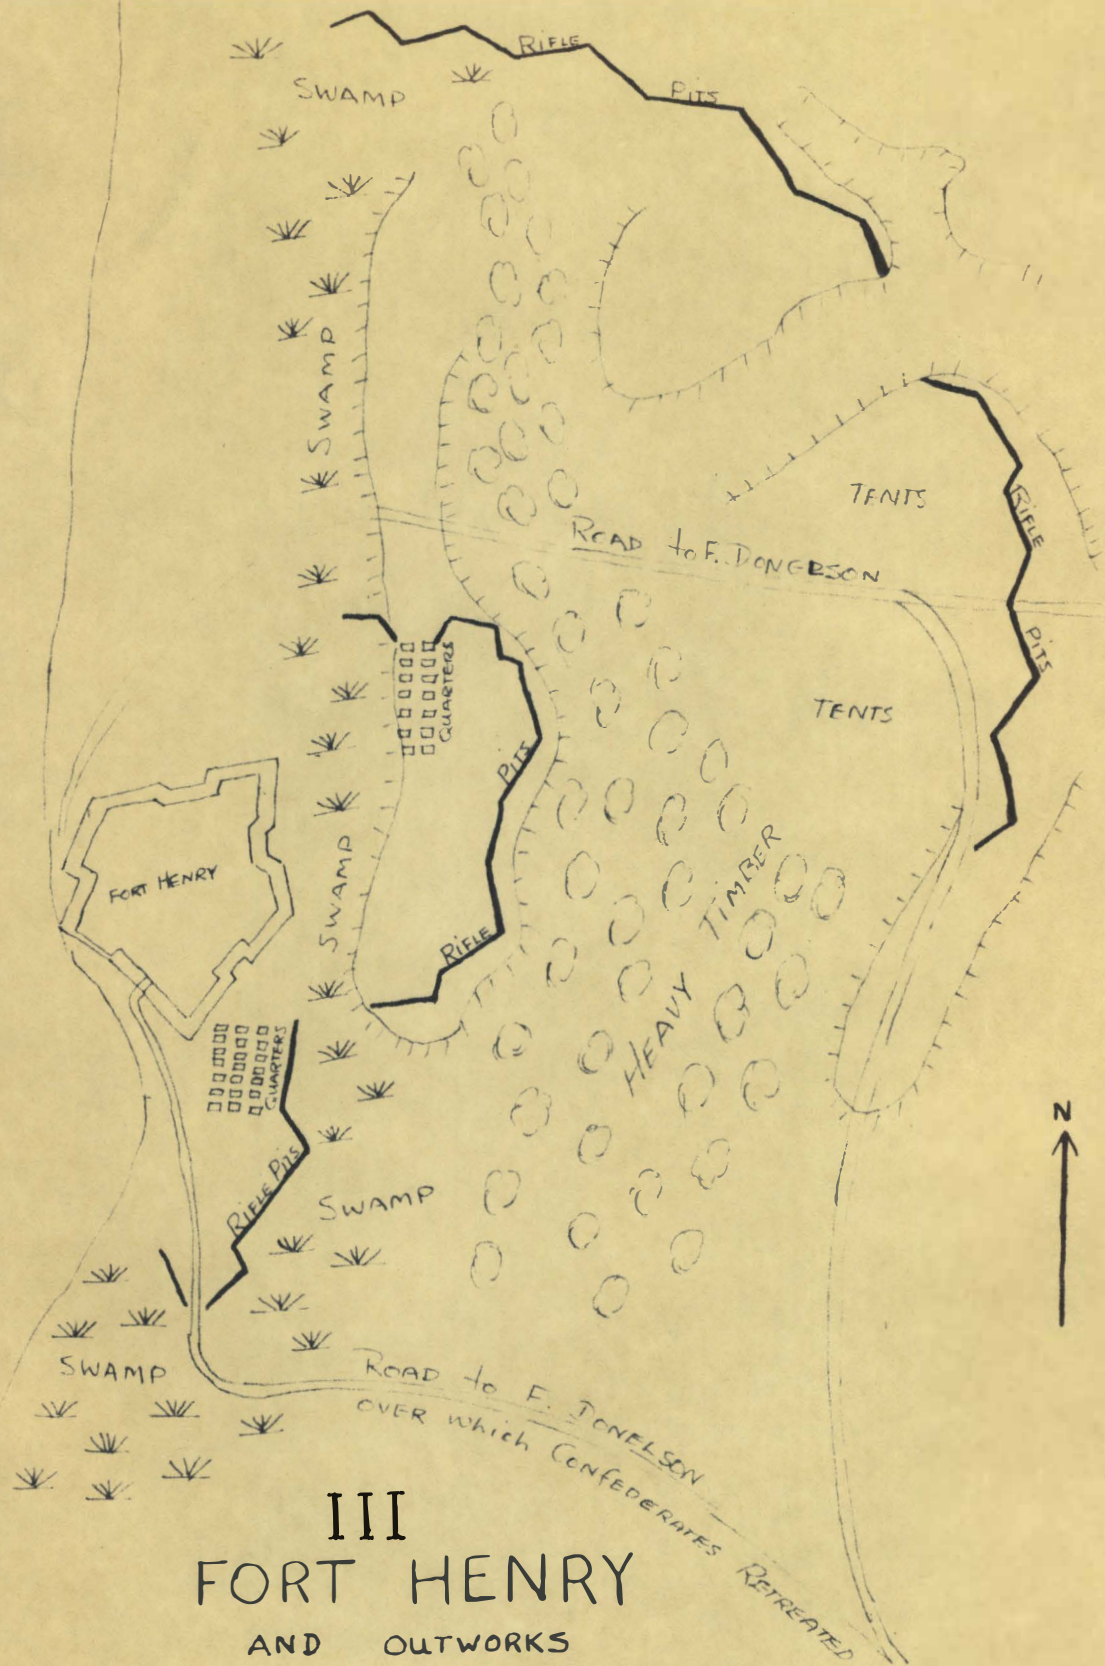 RIFLE PITS
SWAMP
SWAMP
TENTS
RIFLE PITS
ROAD to F. DONELSON
QUARTERS
TENTS
RIFLE PITS
FORT HENRY
SWAMP
HEAVY TIMBER
QUARTERS
RIFLE PITS
SWAMP
N
SWAMP
ROAD to F. DONELSON
OVER Which CONFEDERATES RETREATED
III
FORT HENRY
AND OUTWORKS